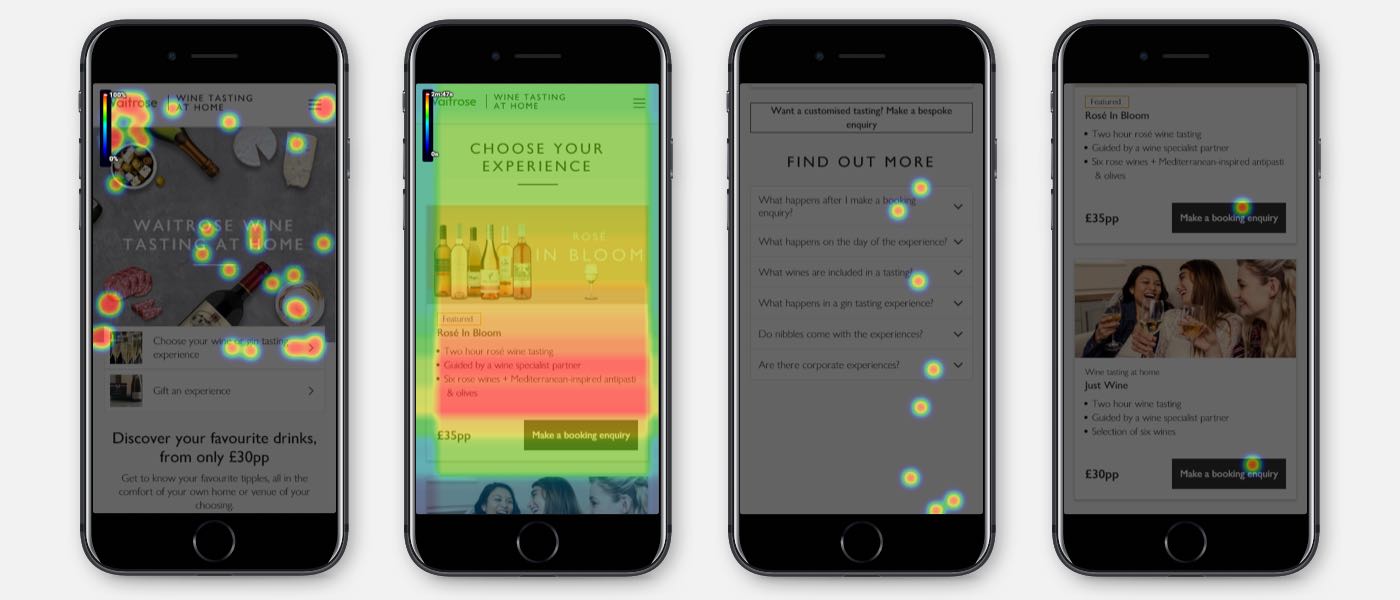 100%
Waitrose
WINE TASTING
AT HOME
0%
WAITROSE WINE
TASTING AT HOME
Choose your wine or gin tasting
experience
Gift an experience
Discover your favourite drinks,
from only £30pp
Get to know your favourite tipples, all in the
comfort of your own home or venue of your
choosing.
2m:47s
Waitrose
WINE TASTING
AT HOME
0s
CHOOSE YOUR
EXPERIENCE
ROSÉ
IN BLOOM
Featured
Rosé In Bloom
• Two hour rosé wine tasting
• Guided by a wine specialist partner
• Six rose wines + Mediterranean-inspired antipasti
& olives
£35pp
Make a booking enquiry
Want a customised tasting? Make a bespoke
enquiry
FIND OUT MORE
What happens after I make a booking
enquiry?
What happens on the day of the experience?
What wines are included in a tasting?
What happens in a gin tasting experience?
Do nibbles come with the experiences?
Are there corporate experiences?
Featured
Rosé In Bloom
• Two hour rosé wine tasting
• Guided by a wine specialist partner
• Six rose wines + Mediterranean-inspired antipasti
& olives
£35pp
Make a booking enquiry
Wine tasting at home
Just Wine
• Two hour wine tasting
• Guided by a wine specialist partner
• Selection of six wines
£30pp
Make a booking enquiry